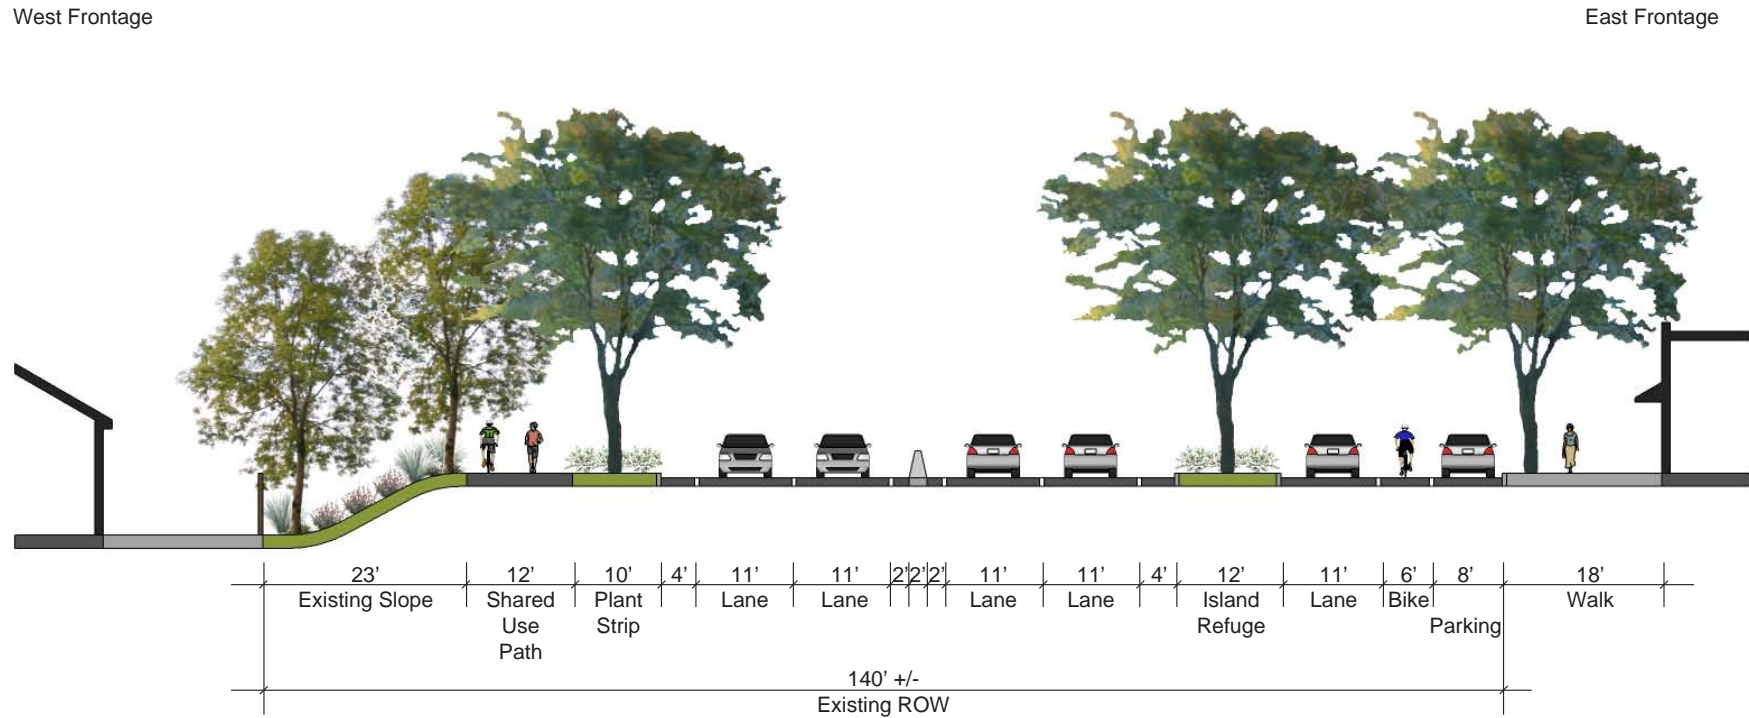 West Frontage
East Frontage
23’ 12’ 10’ 4’ 11’ 11’ 2’ 2’ 2’ 11’ 11’ 4’ 12’ 11’ 6’ 8’ 18’
Existing Slope Shared Plant Lane Lane Lane Lane Island Lane Bike Walk
Use Strip Refuge Parking
Path
140’ +/-
Existing ROW